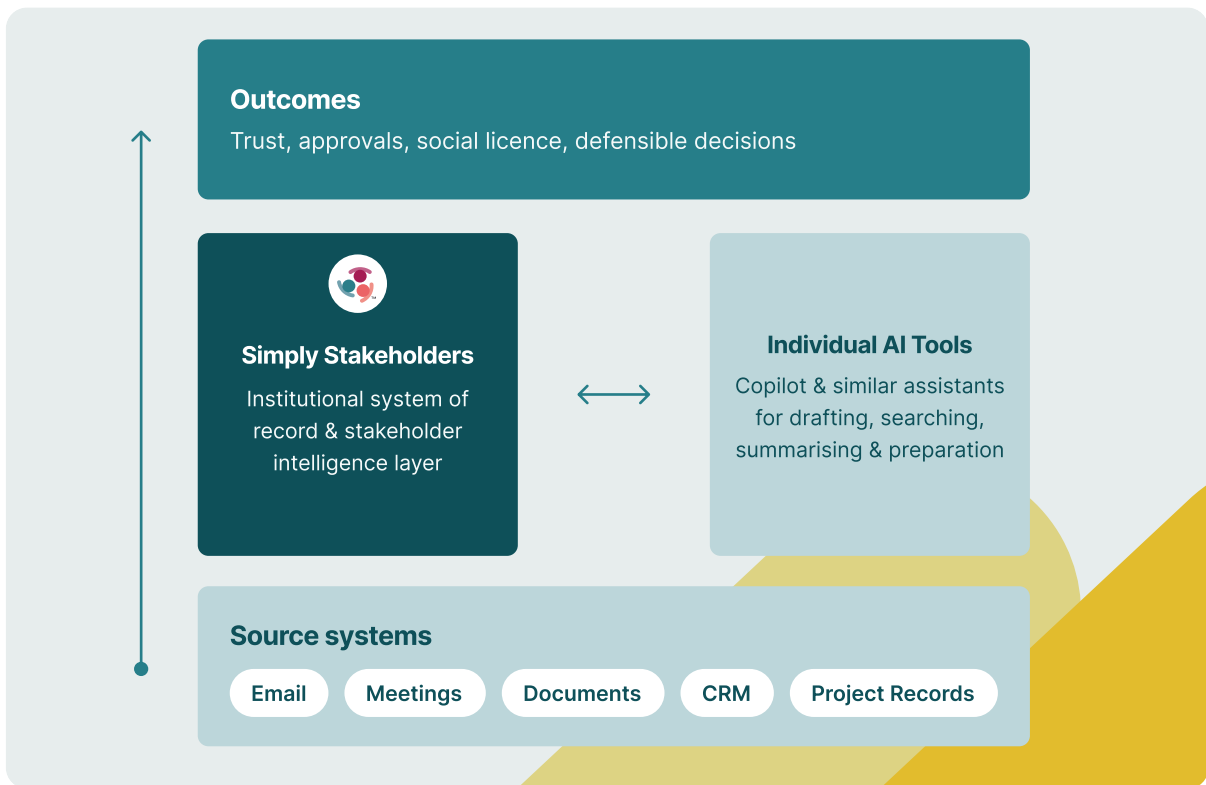 Outcomes
Trust, approvals, social licence, defensible decisions
Simply Stakeholders
Institutional system of
record & stakeholder
intelligence layer
Individual AI Tools
Copilot & similar assistants
for drafting, searching,
summarising & preparation
Source systems
Email
Meetings
Documents
CRM
Project Records